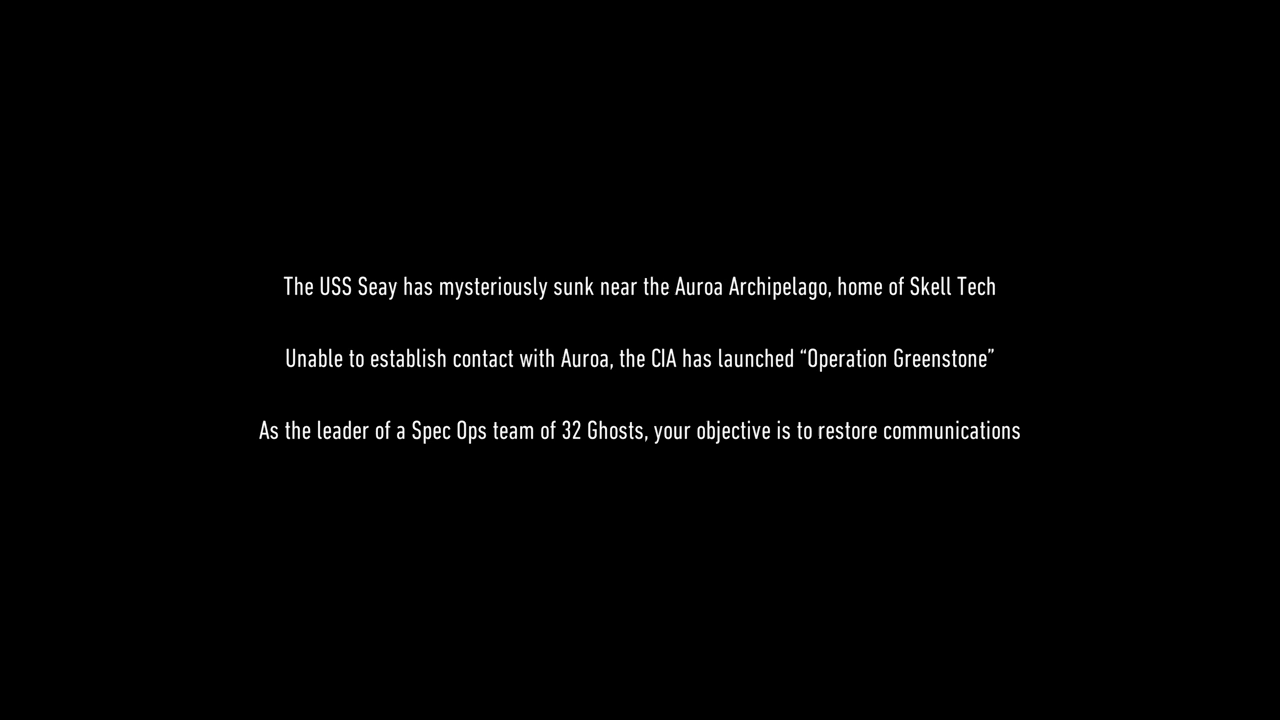 The USS Seay has mysteriously sunk near the Auroa Archipelago, home of Skell Tech
Unable to establish contact with Auroa, the CIA has launched “Operation Greenstone”
As the leader of a Spec Ops team of 32 Ghosts, your objective is to restore communications